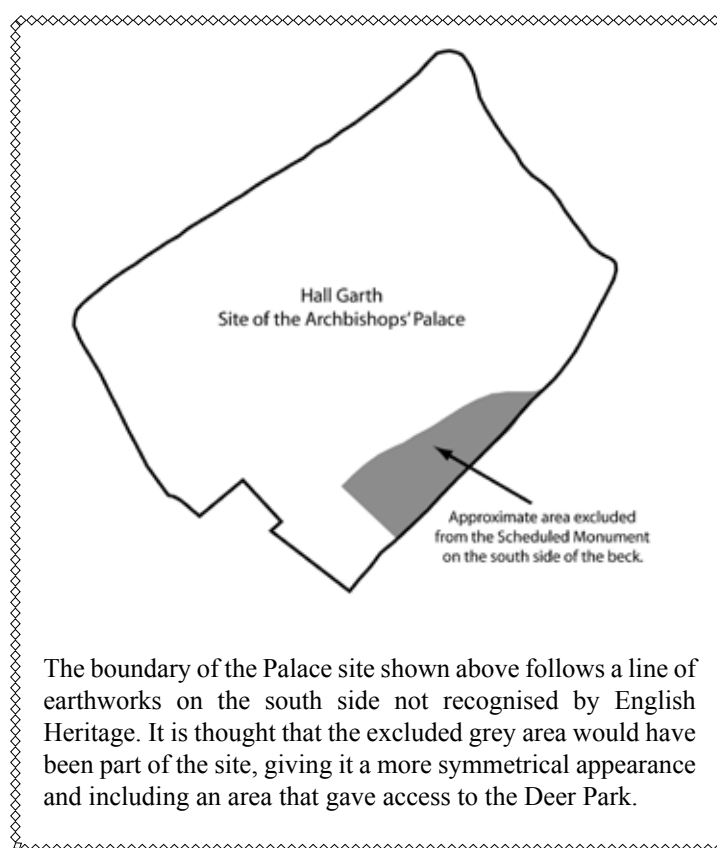 Hall Garth
Site of the Archbishops' Palace
Approximate area excluded
from the Scheduled Monument
on the south side of the beck.
The boundary of the Palace site shown above follows a line of
earthworks on the south side not recognised by English
Heritage. It is thought that the excluded grey area would have
been part of the site, giving it a more symmetrical appearance
and including an area that gave access to the Deer Park.